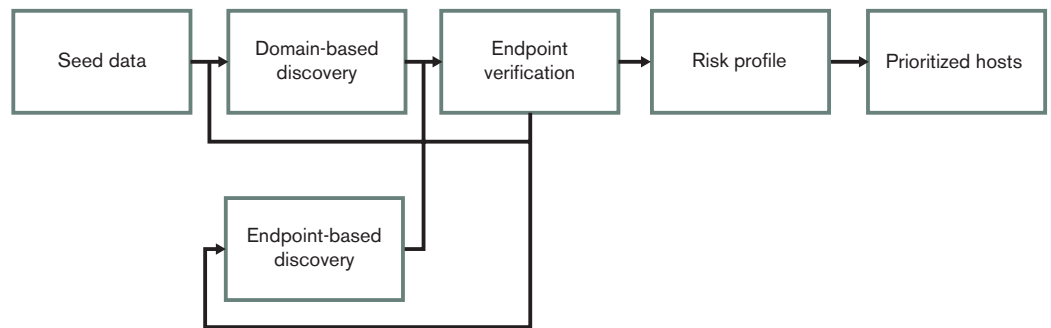 Seed data
Domain-based
discovery
Endpoint
verification
Risk profile
Prioritized hosts
Endpoint-based
discovery